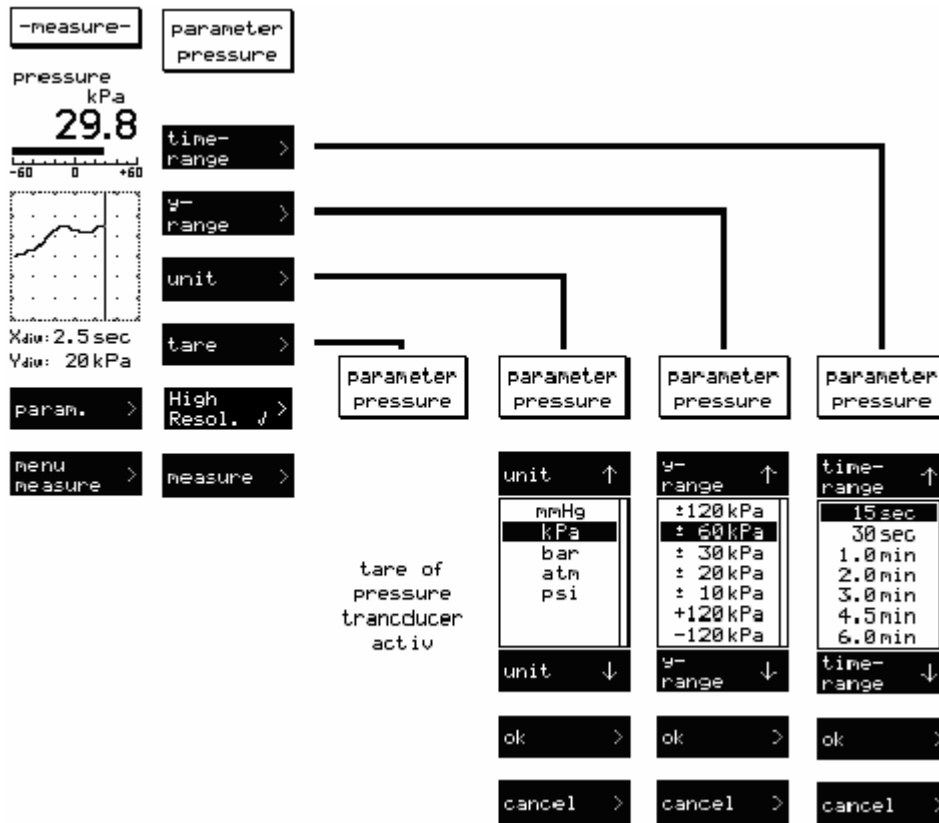 -measure-
pressure
kPa
29.8
-60 0 +60
Xdiv: 2.5 sec
Ydiv: 20 kPa
param. >
menu
measure >
parameter
pressure
time-
range >
y-
range >
unit >
tare >
High
Resol. √ >
measure >
parameter
pressure
tare of
pressure
trancducer
activ
parameter
pressure
unit ↑
mmHg
kPa
bar
atm
psi
unit ↓
ok >
cancel >
parameter
pressure
y-
range ↑
±120 kPa
± 60 kPa
± 30 kPa
± 20 kPa
± 10 kPa
+120 kPa
-120 kPa
y-
range ↓
ok >
cancel >
parameter
pressure
time-
range ↑
15 sec
30 sec
1.0 min
2.0 min
3.0 min
4.5 min
6.0 min
time-
range ↓
ok >
cancel >